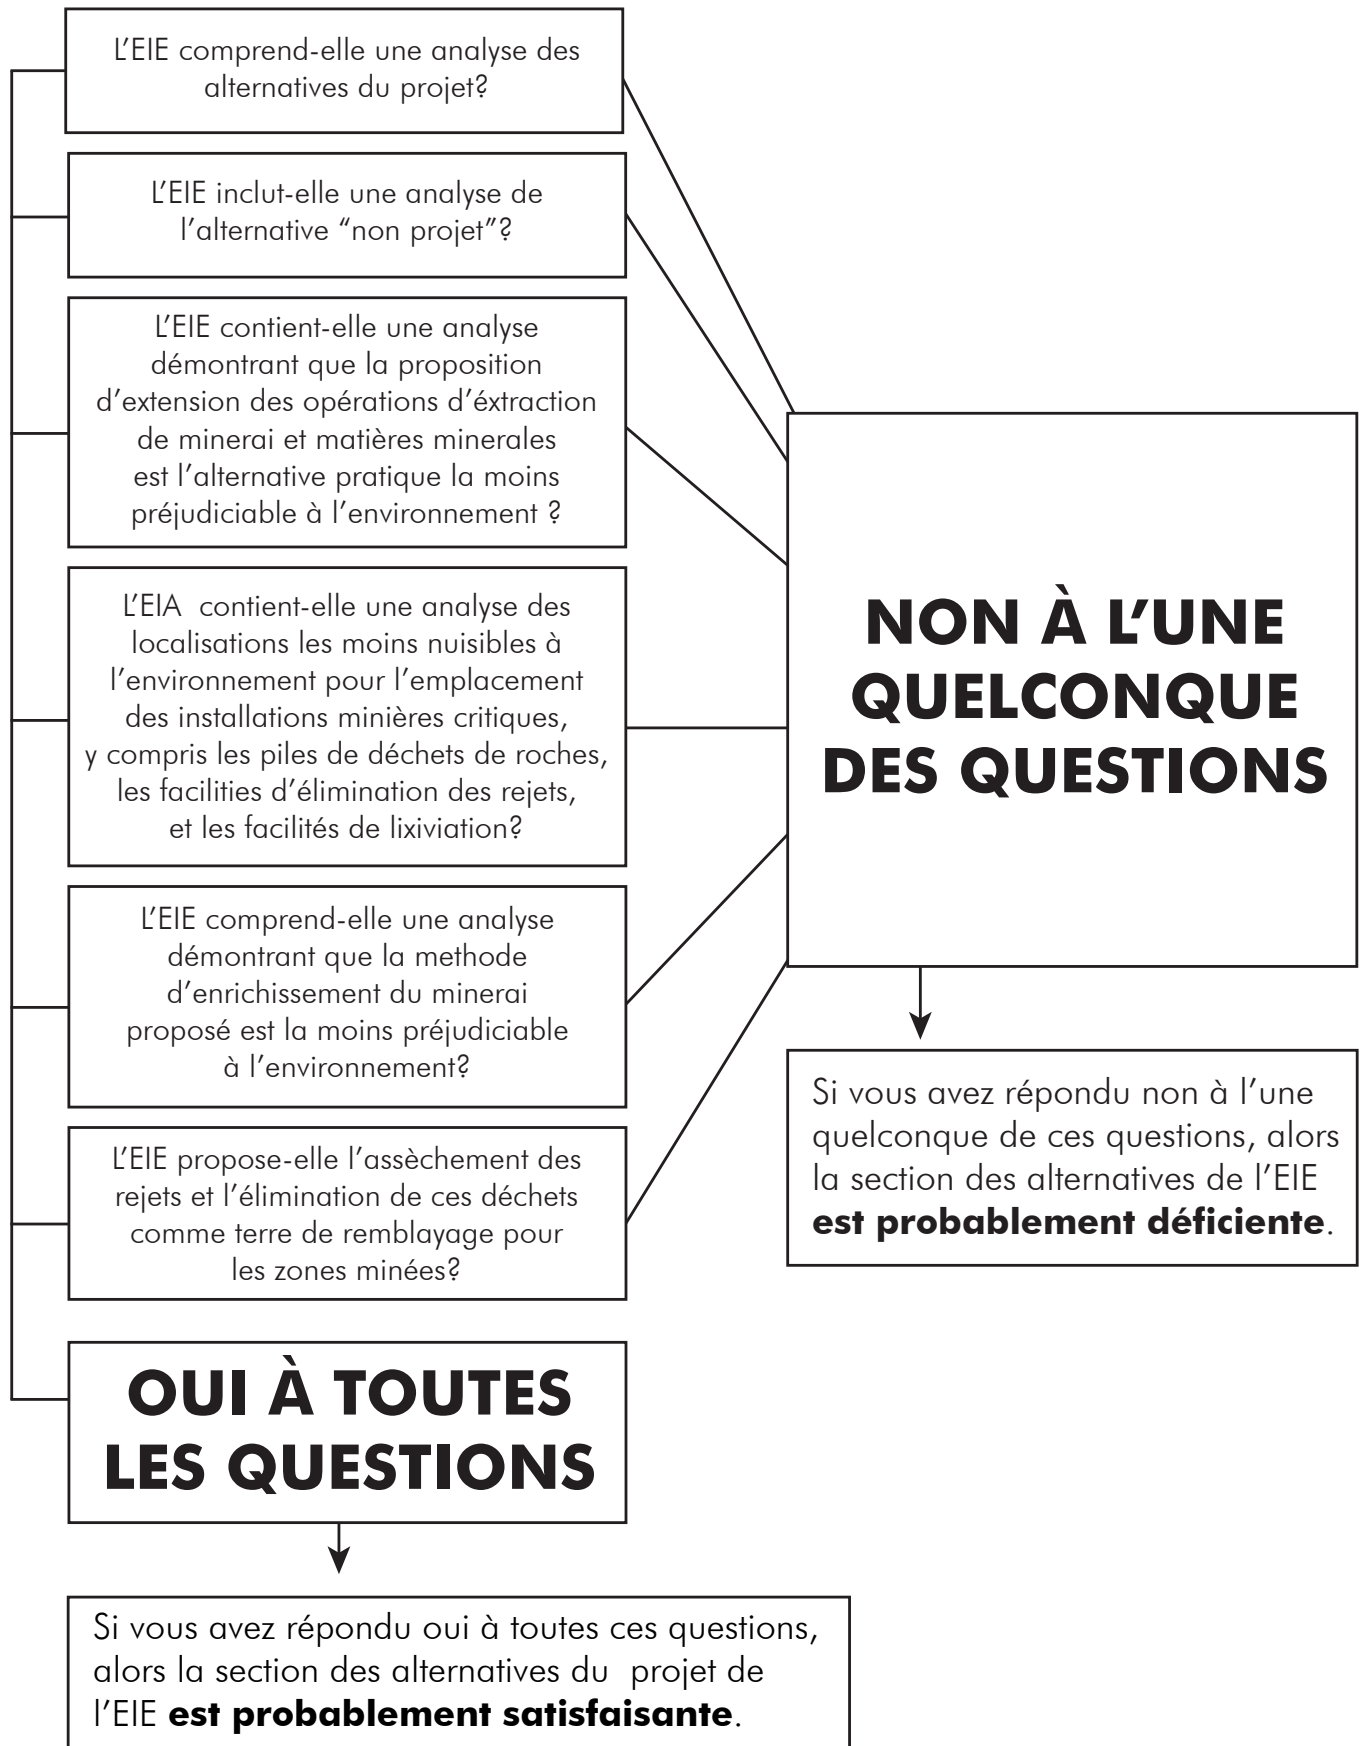 L'EIE comprend-elle une analyse des
alternatives du projet?
L'EIE inclut-elle une analyse de
l'alternative “non projet”?
L'EIE contient-elle une analyse
démontrant que la proposition
d'extension des opérations d'éxtraction
de minerai et matières minerales
est l'alternative pratique la moins
préjudiciable à l'environnement ?
L'EIA  contient-elle une analyse des
localisations les moins nuisibles à
l'environnement pour l'emplacement
des installations minières critiques,
y compris les piles de déchets de roches,
les facilities d'élimination des rejets,
et les facilités de lixiviation?
L'EIE comprend-elle une analyse
démontrant que la methode
d'enrichissement du minerai
proposé est la moins préjudiciable
à l'environnement?
L'EIE propose-elle l'assèchement des
rejets et l'élimination de ces déchets
comme terre de remblayage pour
les zones minées?
OUI À TOUTES
LES QUESTIONS
Si vous avez répondu oui à toutes ces questions,
alors la section des alternatives du  projet de
l'EIE est probablement satisfaisante.
NON À L'UNE
QUELCONQUE
DES QUESTIONS
Si vous avez répondu non à l'une
quelconque de ces questions, alors
la section des alternatives de l'EIE
est probablement déficiente.